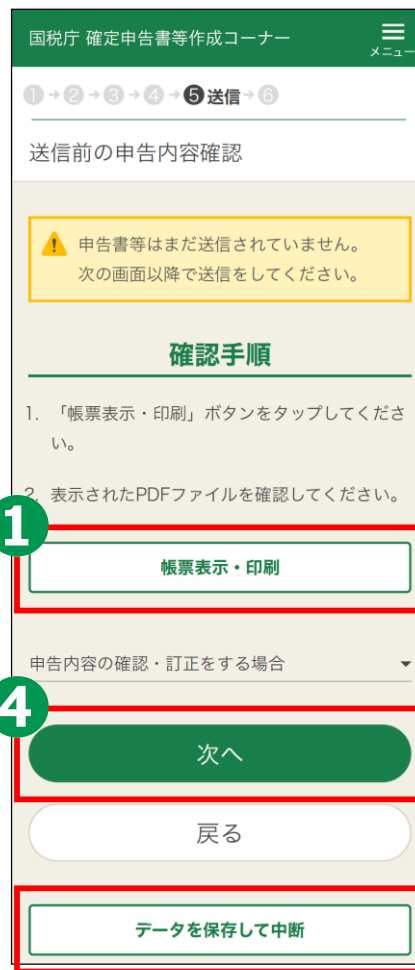 国税庁 確定申告書等作成コーナー
メニュー
1→2→3→4→5送信→6
送信前の申告内容確認
申告書等はまだ送信されていません。
次の画面以降で送信をしてください。
確認手順
1. 「帳票表示・印刷」ボタンをタップしてくださ
い。
2. 表示されたPDFファイルを確認してください。
1
帳票表示・印刷
申告内容の確認・訂正をする場合
4
次へ
戻る
データを保存して中断